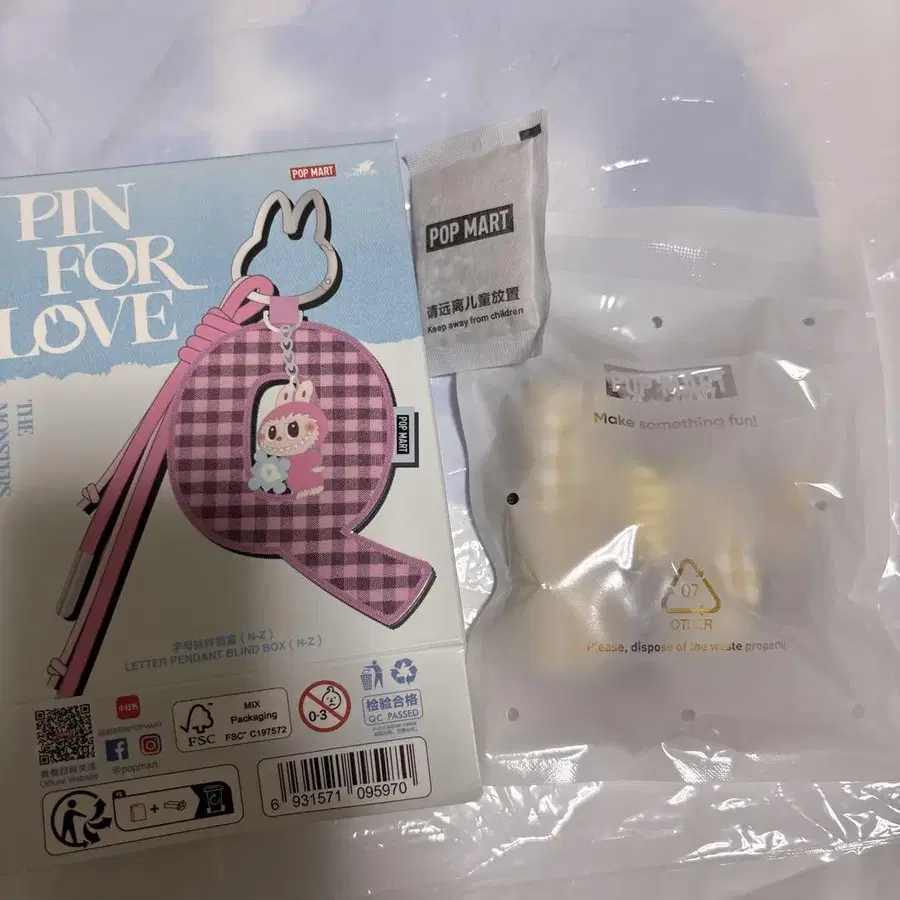 POP MART
PIN
FOR
LOVE
THE
MONSTERS
POP MART
字母挂件盲盒 ( N-Z )
LETTER PENDANT BLIND BOX ( N-Z )
小红书
@popmart
Official Website
FSC
MIX
Packaging
FSC® C197572
0-3
检验合格
QC PASSED
6 931571 095970
POP MART
请远离儿童放置
Keep away from children
POP MART
Make something fun!
07
OTHER
Please, dispose of the waste properly.